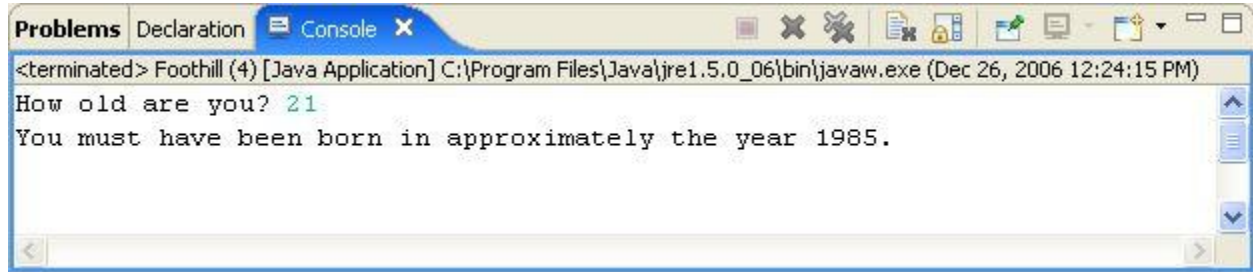 Problems Declaration Console
<terminated> Foothill (4) [Java Application] C:\Program Files\Java\jre1.5.0_06\bin\javaw.exe (Dec 26, 2006 12:24:15 PM)
How old are you? 21
You must have been born in approximately the year 1985.